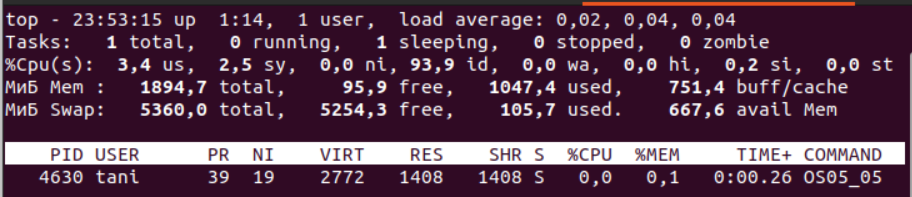 top - 23:53:15 up  1:14,  1 user,  load average: 0,02, 0,04, 0,04
Tasks:   1 total,   0 running,   1 sleeping,   0 stopped,   0 zombie
%Cpu(s):  3,4 us,  2,5 sy,  0,0 ni, 93,9 id,  0,0 wa,  0,0 hi,  0,2 si,  0,0 st
МиБ Mem :   1894,7 total,     95,9 free,   1047,4 used,    751,4 buff/cache
МиБ Swap:   5360,0 total,   5254,3 free,    105,7 used.    667,6 avail Mem
PID USER      PR  NI    VIRT    RES    SHR S  %CPU  %MEM     TIME+ COMMAND
4630 tani      39  19    2772   1408   1408 S   0,0   0,1   0:00.26 OS05_05